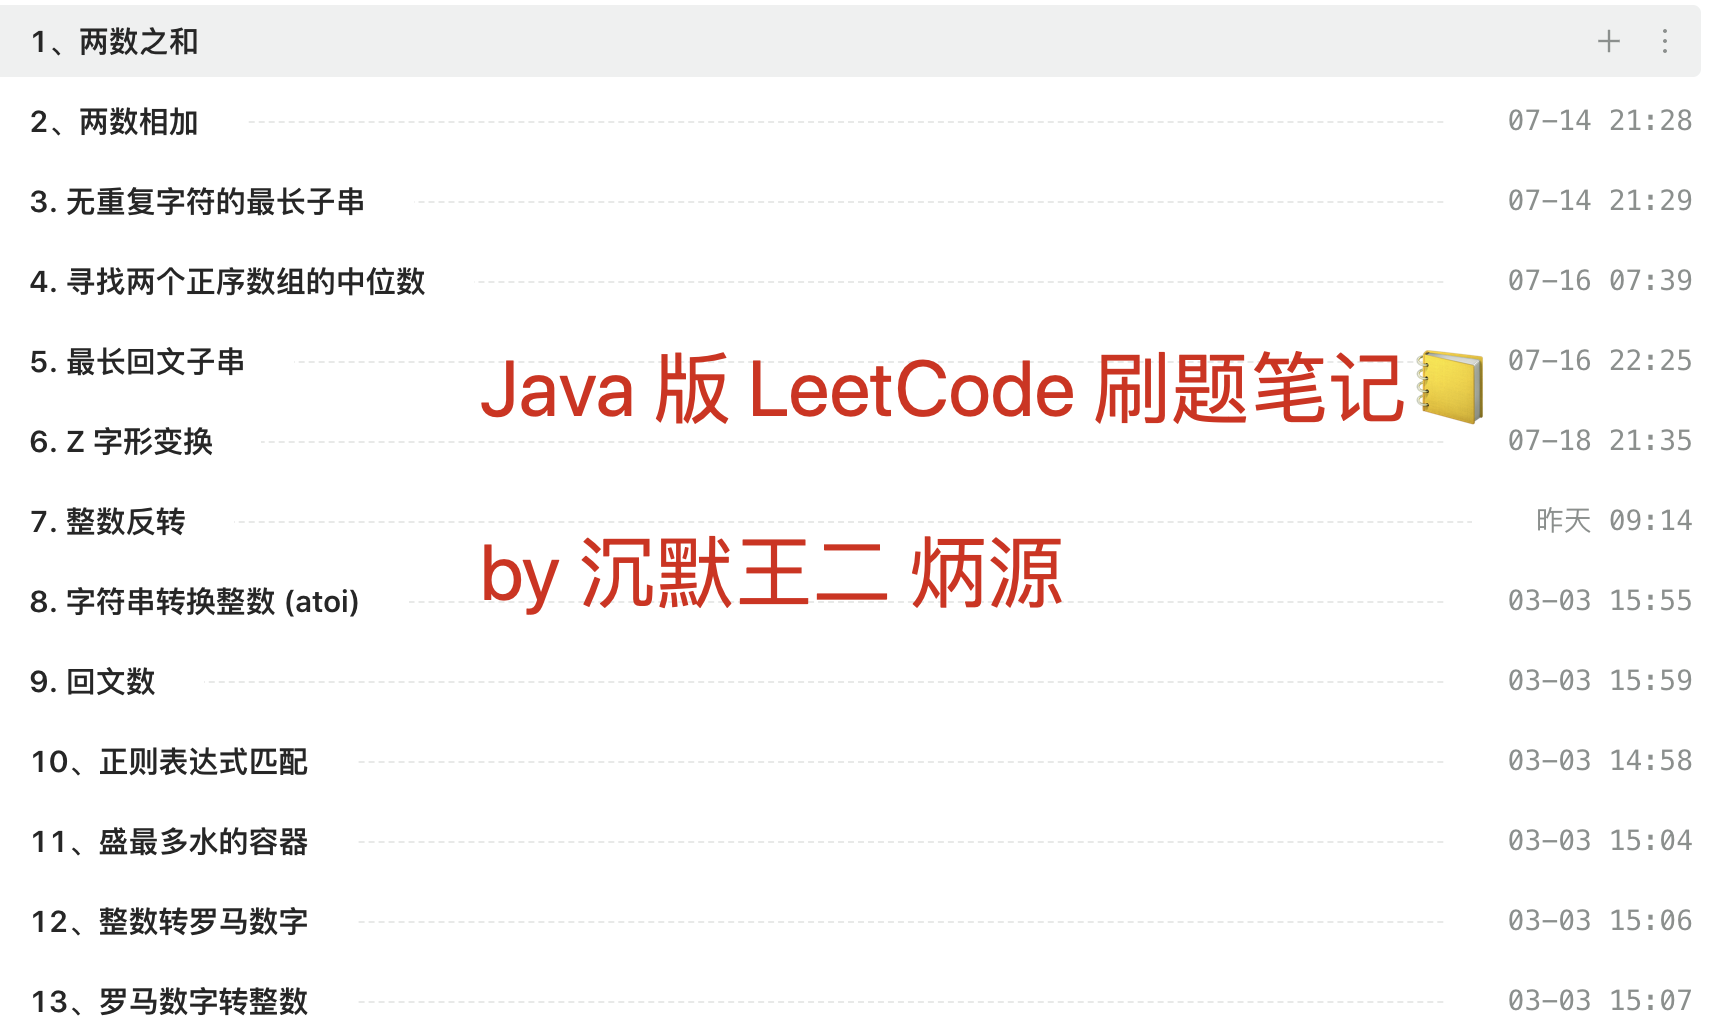 1、两数之和
2、两数相加 07-14 21:28
3. 无重复字符的最长子串 07-14 21:29
4. 寻找两个正序数组的中位数 07-16 07:39
5. 最长回文子串 07-16 22:25
Java 版 LeetCode 刷题笔记
6. Z 字形变换 07-18 21:35
7. 整数反转 昨天 09:14
by 沉默王二 炳源
8. 字符串转换整数 (atoi) 03-03 15:55
9. 回文数 03-03 15:59
10、正则表达式匹配 03-03 14:58
11、盛最多水的容器 03-03 15:04
12、整数转罗马数字 03-03 15:06
13、罗马数字转整数 03-03 15:07